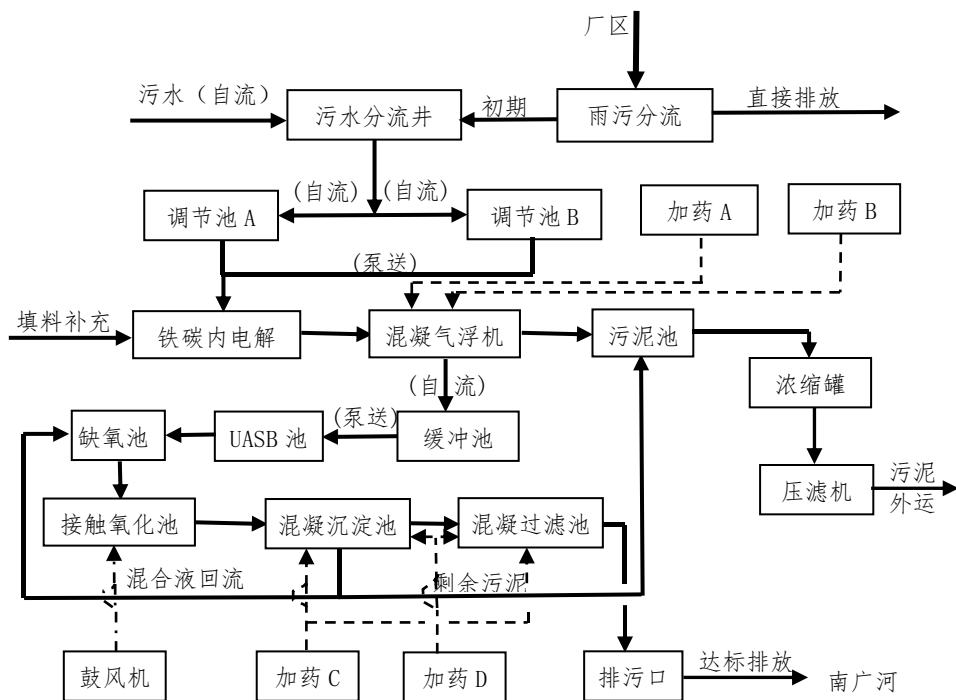 厂区
污水（自流）
污水分流井
初期
雨污分流
直接排放
(自流)
(自流)
调节池 A
调节池 B
加药 A
加药 B
(泵送)
填料补充
铁碳内电解
混凝气浮机
污泥池
浓缩罐
(自流)
(泵送)
缺氧池
UASB 池
缓冲池
压滤机
污泥
外运
接触氧化池
混凝沉淀池
混凝过滤池
混合液回流
剩余污泥
鼓风机
加药 C
加药 D
排污口
达标排放
南广河